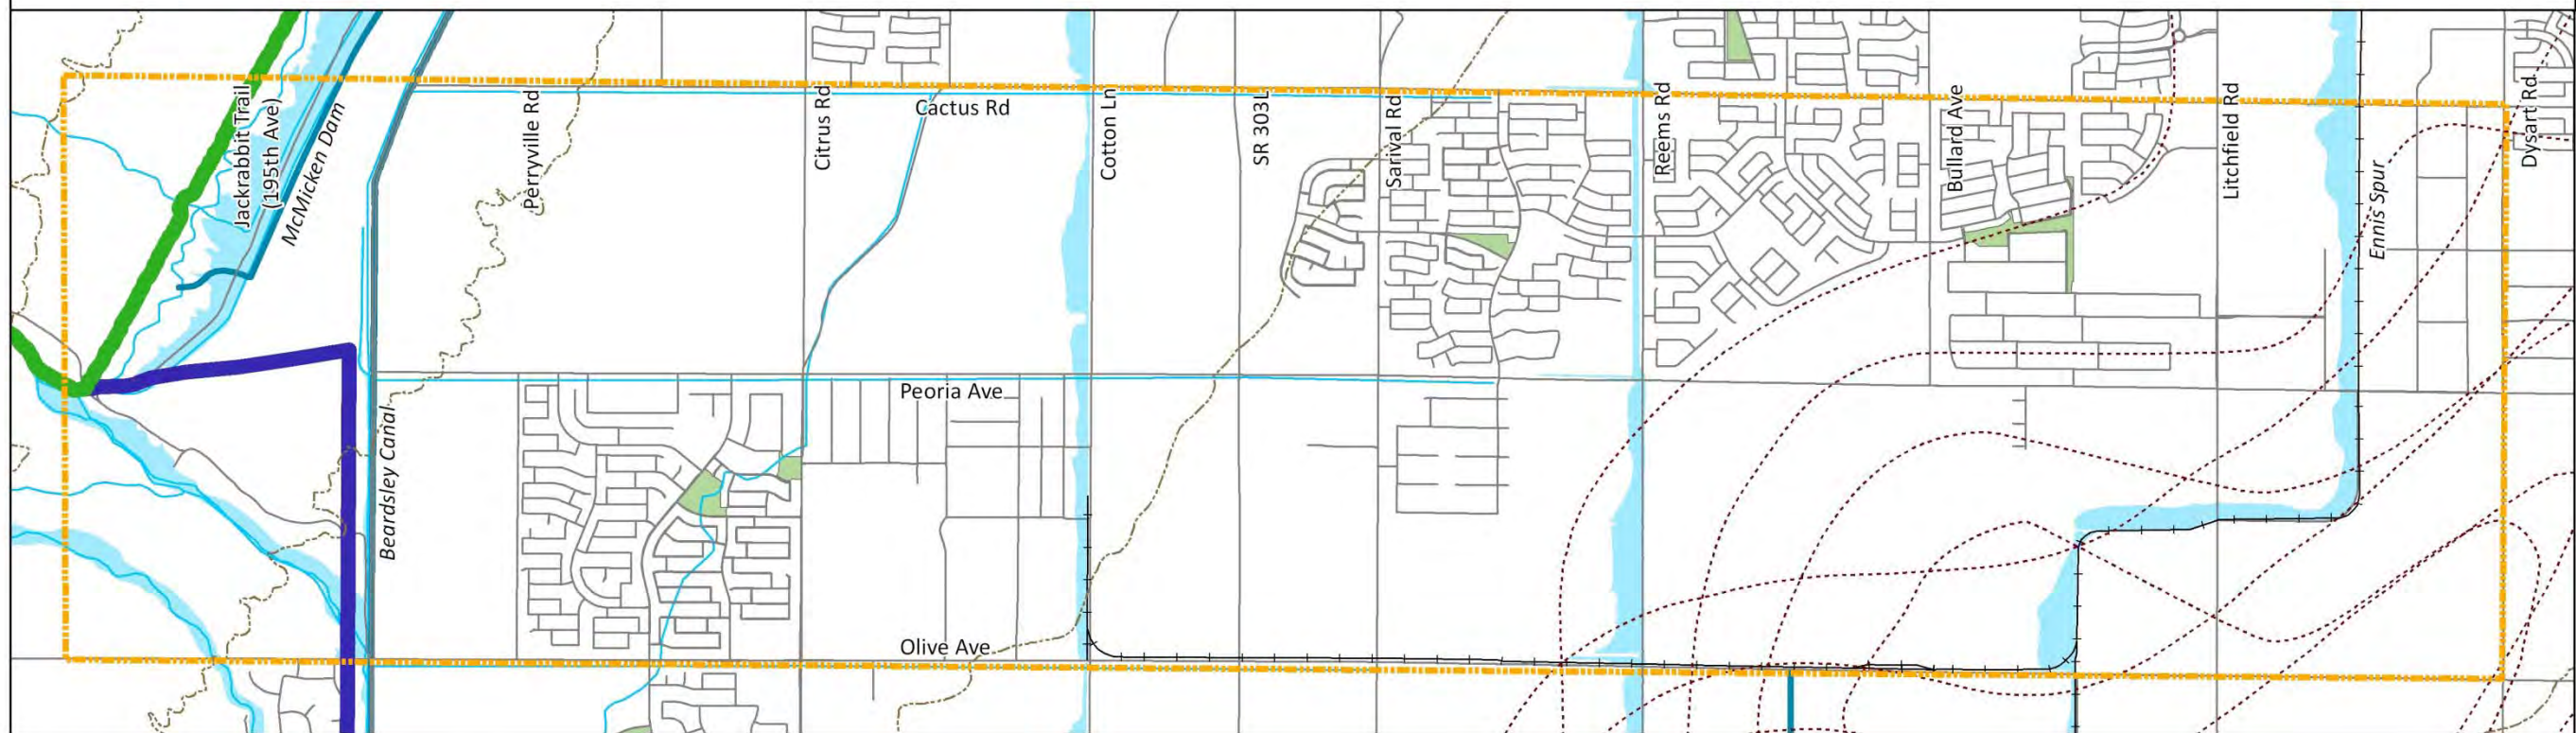 Jackrabbit Trail
(195th Ave)
McMicken Dam
Perryville Rd
Citrus Rd
Cactus Rd
Cotton Ln
SR 303L
Sarival Rd
Reems Rd
Bullard Ave
Litchfield Rd
Ennis Spur
Dysart Rd
Beardsley Canal
Peoria Ave
Olive Ave